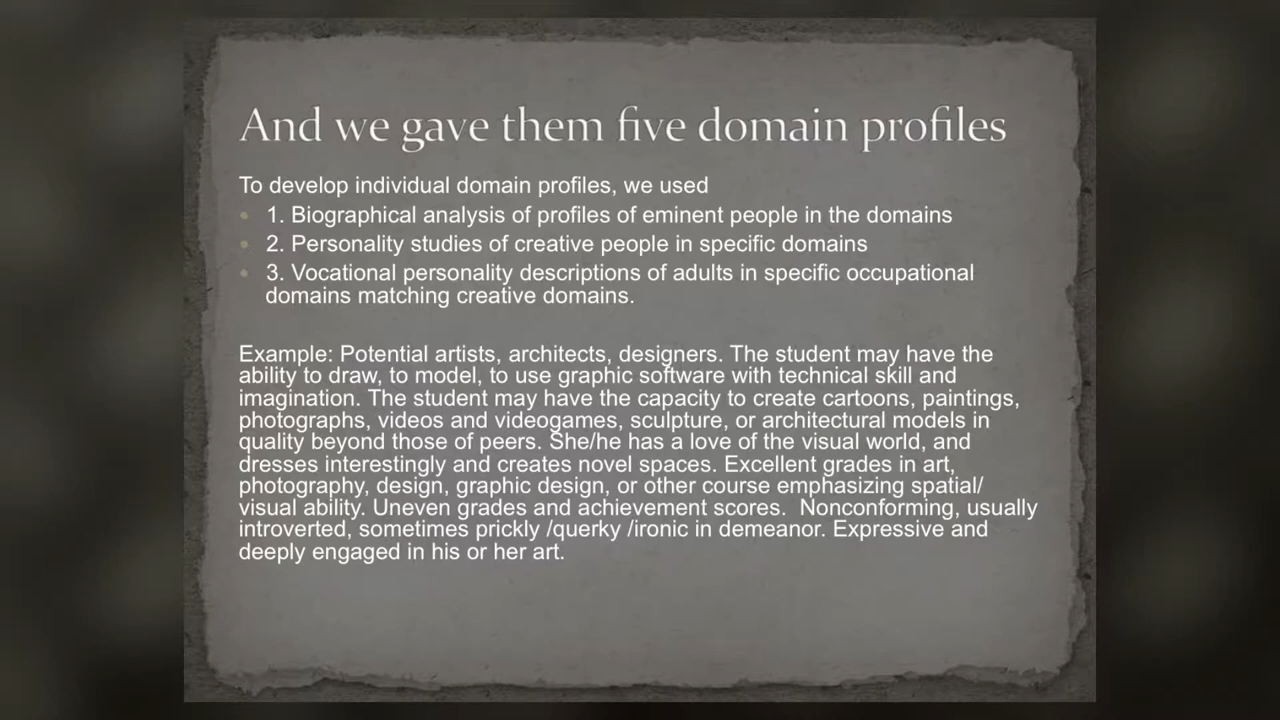 And we gave them five domain profiles
To develop individual domain profiles, we used
• 1. Biographical analysis of profiles of eminent people in the domains
• 2. Personality studies of creative people in specific domains
• 3. Vocational personality descriptions of adults in specific occupational
domains matching creative domains.
Example: Potential artists, architects, designers. The student may have the
ability to draw, to model, to use graphic software with technical skill and
imagination. The student may have the capacity to create cartoons, paintings,
photographs, videos and videogames, sculpture, or architectural models in
quality beyond those of peers. She/he has a love of the visual world, and
dresses interestingly and creates novel spaces. Excellent grades in art,
photography, design, graphic design, or other course emphasizing spatial/
visual ability. Uneven grades and achievement scores.  Nonconforming, usually
introverted, sometimes prickly /querky /ironic in demeanor. Expressive and
deeply engaged in his or her art.